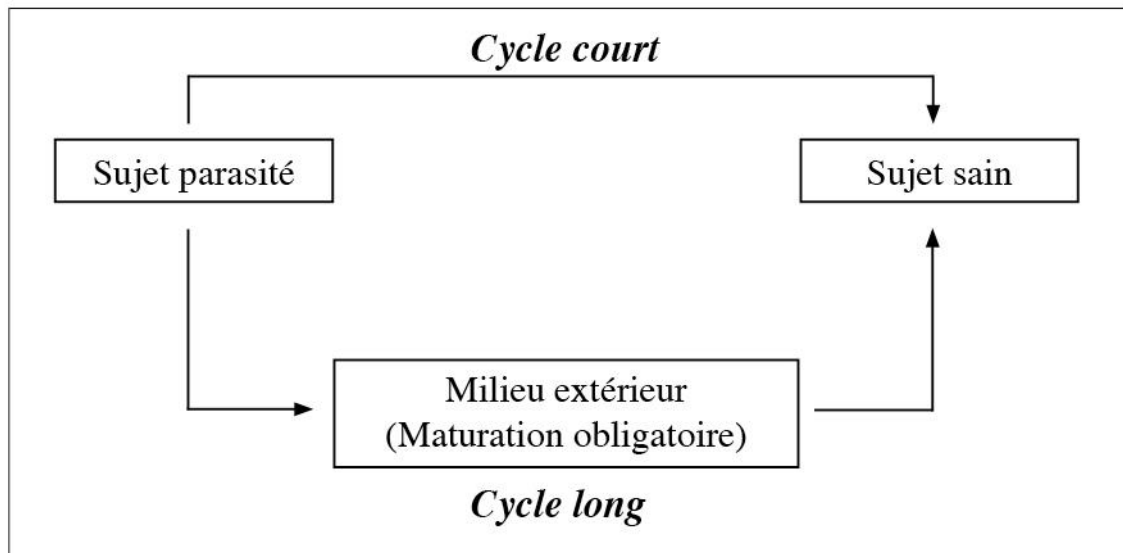 Cycle court
Sujet parasité
Sujet sain
Milieu extérieur
(Maturation obligatoire)
Cycle long